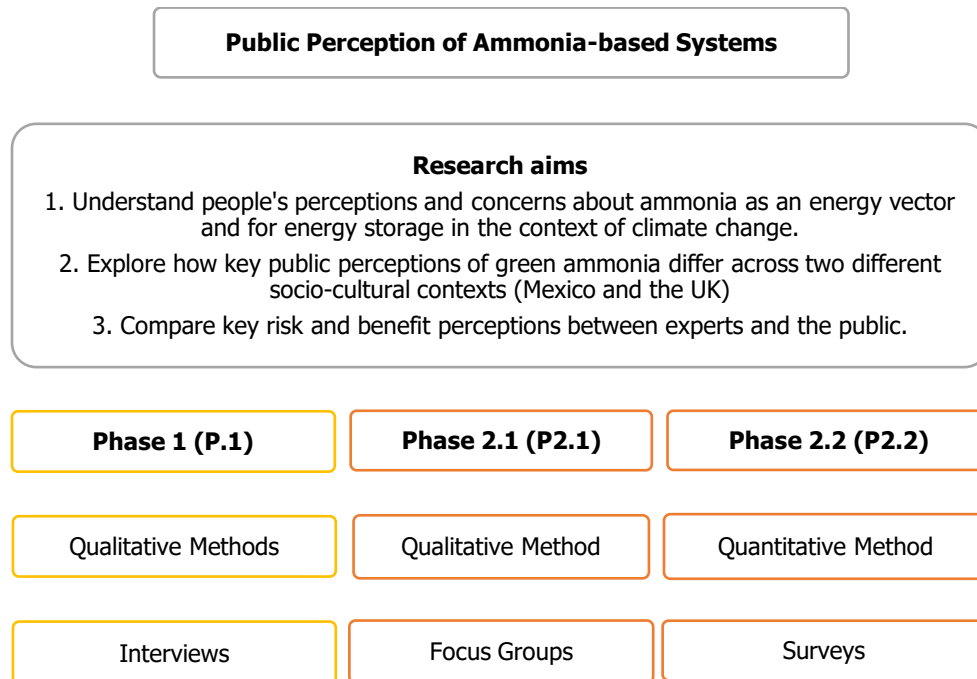 Public Perception of Ammonia-based Systems
Research aims
1. Understand people's perceptions and concerns about ammonia as an energy vector
and for energy storage in the context of climate change.
2. Explore how key public perceptions of green ammonia differ across two different
socio-cultural contexts (Mexico and the UK)
3. Compare key risk and benefit perceptions between experts and the public.
Phase 1 (P.1)
Phase 2.1 (P2.1)
Phase 2.2 (P2.2)
Qualitative Methods
Qualitative Method
Quantitative Method
Interviews
Focus Groups
Surveys